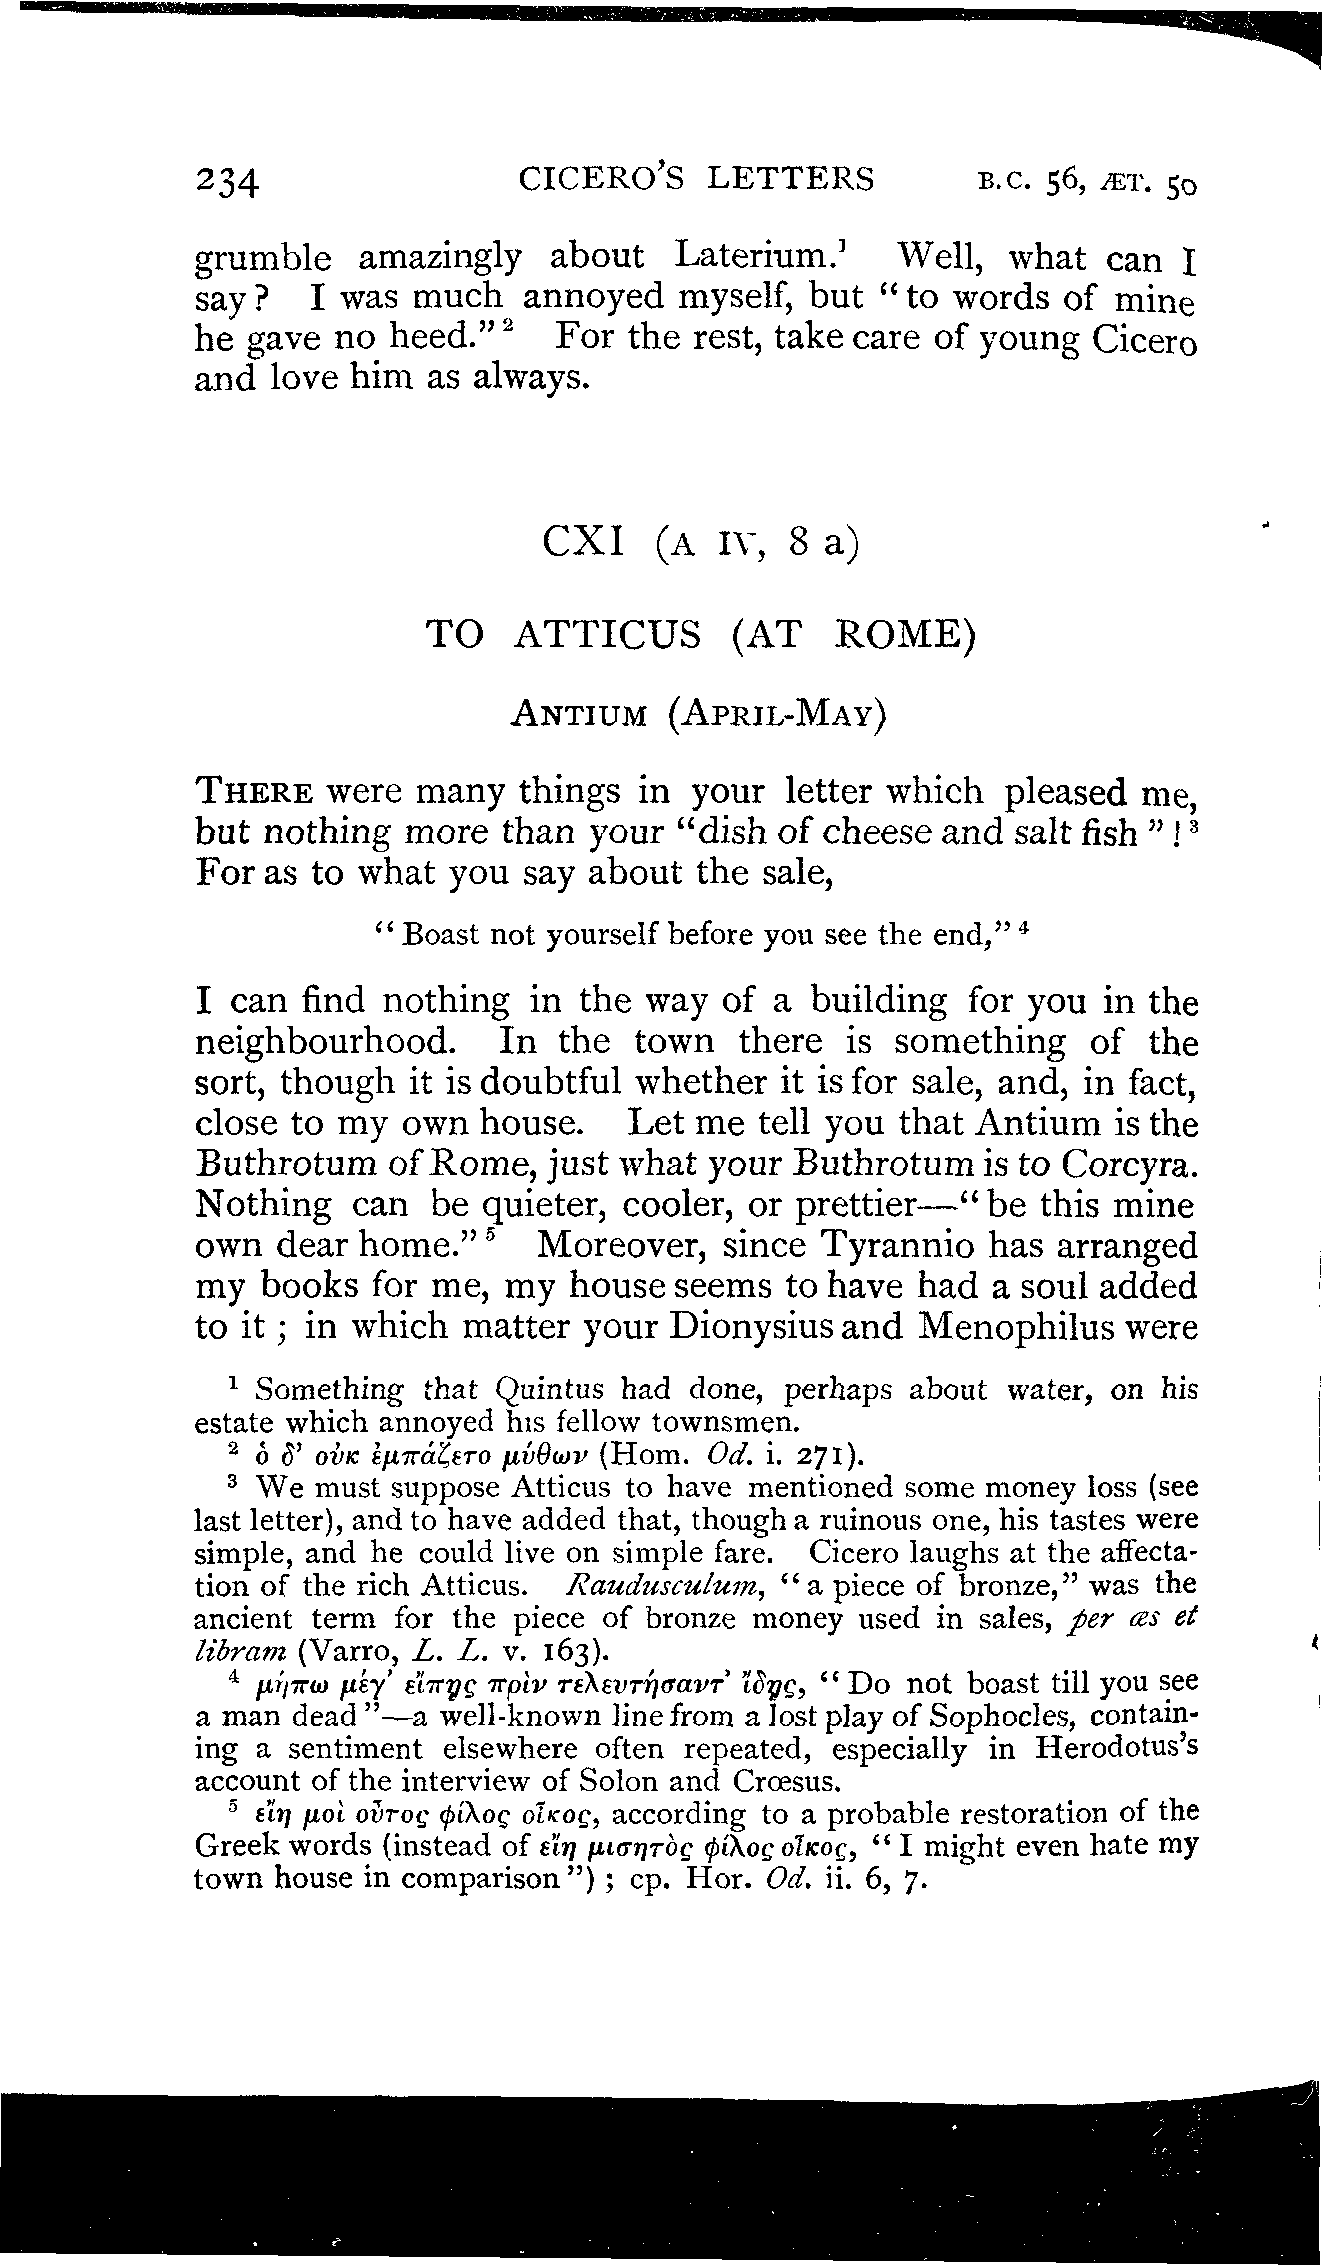 234 CICERO'S LETTERS B.C. 56, ÆT. 50
grumble amazingly about Laterium.¹ Well, what can I
say? I was much annoyed myself, but "to words of mine
he gave no heed."² For the rest, take care of young Cicero
and love him as always.
CXI (A IV, 8 a)
TO ATTICUS (AT ROME)
ANTIUM (APRIL-MAY)
THERE were many things in your letter which pleased me,
but nothing more than your "dish of cheese and salt fish"!³
For as to what you say about the sale,
"Boast not yourself before you see the end,"⁴
I can find nothing in the way of a building for you in the
neighbourhood. In the town there is something of the
sort, though it is doubtful whether it is for sale, and, in fact,
close to my own house. Let me tell you that Antium is the
Buthrotum of Rome, just what your Buthrotum is to Corcyra.
Nothing can be quieter, cooler, or prettier—"be this mine
own dear home."⁵ Moreover, since Tyrannio has arranged
my books for me, my house seems to have had a soul added
to it; in which matter your Dionysius and Menophilus were
¹ Something that Quintus had done, perhaps about water, on his
estate which annoyed his fellow townsmen.
² ὁ δ' οὐκ ἐμπάζετο μύθων (Hom. Od. i. 271).
³ We must suppose Atticus to have mentioned some money loss (see
last letter), and to have added that, though a ruinous one, his tastes were
simple, and he could live on simple fare. Cicero laughs at the affecta-
tion of the rich Atticus. Raudusculum, "a piece of bronze," was the
ancient term for the piece of bronze money used in sales, per æs et
libram (Varro, L. L. v. 163).
⁴ μήπω μέγ' εἴπῃς πρὶν τελευτήσαντ' ἴδῃς, "Do not boast till you see
a man dead"—a well-known line from a lost play of Sophocles, contain-
ing a sentiment elsewhere often repeated, especially in Herodotus's
account of the interview of Solon and Crœsus.
⁵ εἴη μοὶ οὗτος φίλος οἶκος, according to a probable restoration of the
Greek words (instead of εἴη μισητὸς φίλος οἶκος, "I might even hate my
town house in comparison"); cp. Hor. Od. ii. 6, 7.